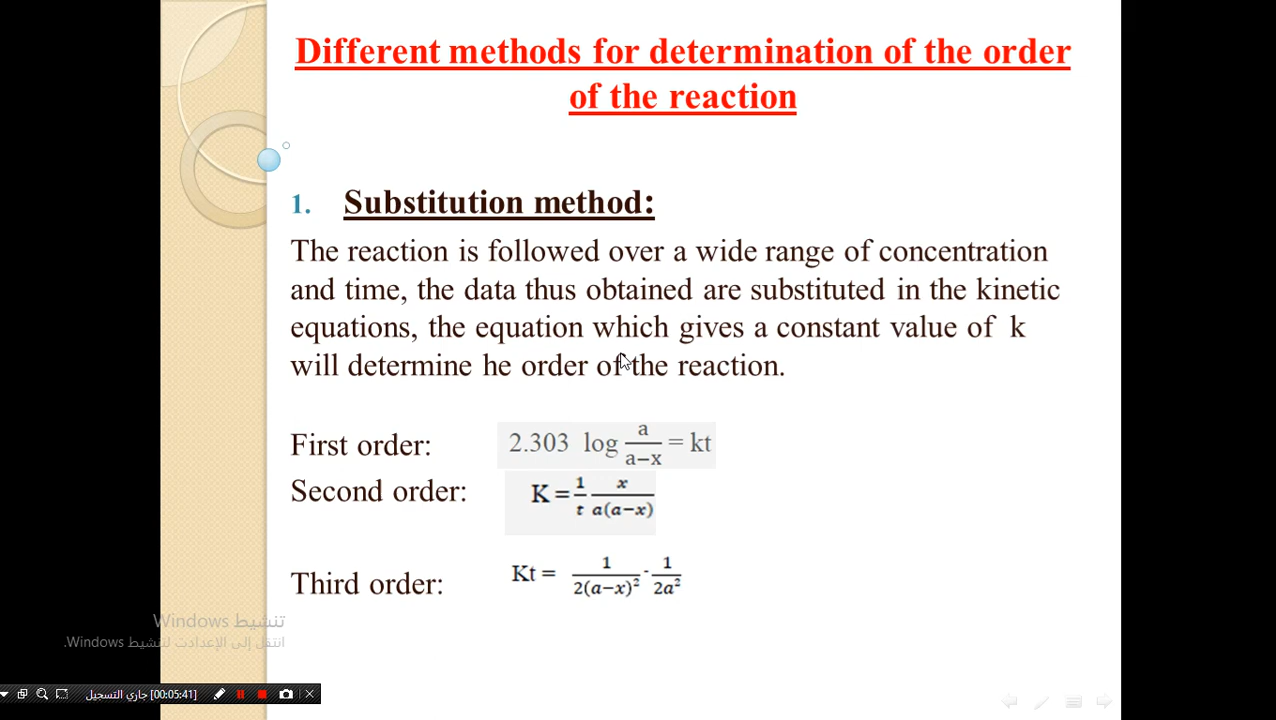 Different methods for determination of the order
of the reaction
1. Substitution method:
The reaction is followed over a wide range of concentration
and time, the data thus obtained are substituted in the kinetic
equations, the equation which gives a constant value of k
will determine he order of the reaction.
First order: 2.303 log a/(a−x) = kt
Second order: K = 1/t x/(a(a−x))
Third order: Kt = 1/(2(a−x)²) - 1/(2a²)
تنشيط Windows
انتقل إلى الإعدادت لتنشيط Windows.
جاري التسجيل [00:05:41]